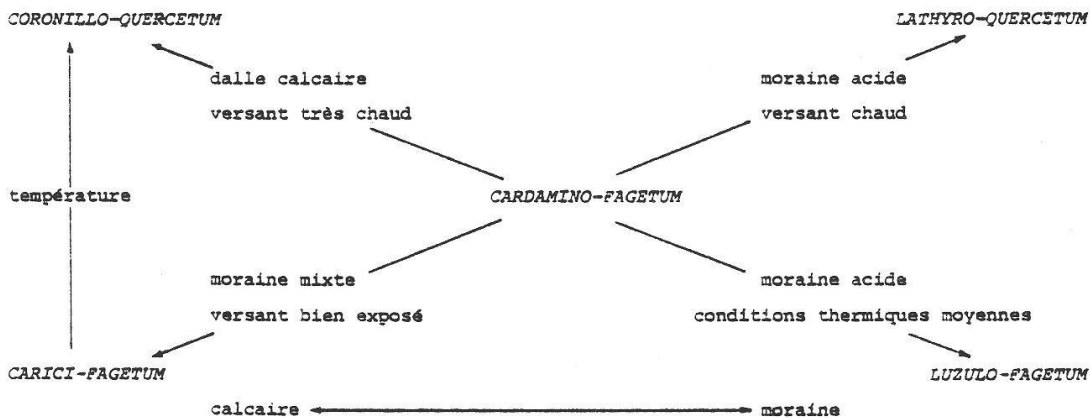 CORONILLO-QUERCETUM LATHYRO-QUERCETUM
dalle calcaire moraine acide
versant très chaud versant chaud
température CARDAMINO-FAGETUM
moraine mixte moraine acide
versant bien exposé conditions thermiques moyennes
CARICI-FAGETUM LUZULO-FAGETUM
calcaire moraine